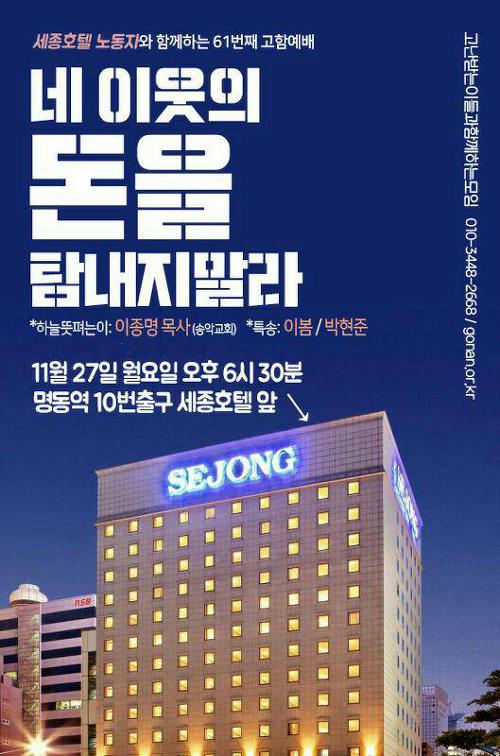 세종호텔 노동자와 함께하는 61번째 고함예배
네 이웃의
돈을
탐내지말라
*하늘뜻펴는이: 이종명 목사 (송악교회) *특송: 이봄 / 박현준
11월 27일 월요일 오후 6시 30분
명동역 10번출구 세종호텔 앞
고난받는이들과함께하는모임 010-3448-2668 / gonan.or.kr
SEJONG